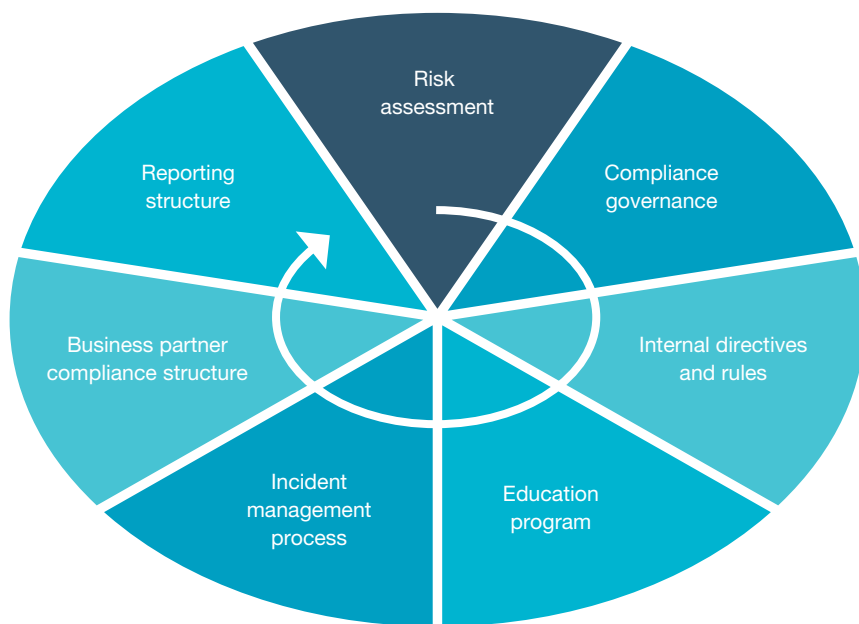 Risk
assessment
Compliance
governance
Internal directives
and rules
Education
program
Incident
management
process
Business partner
compliance structure
Reporting
structure